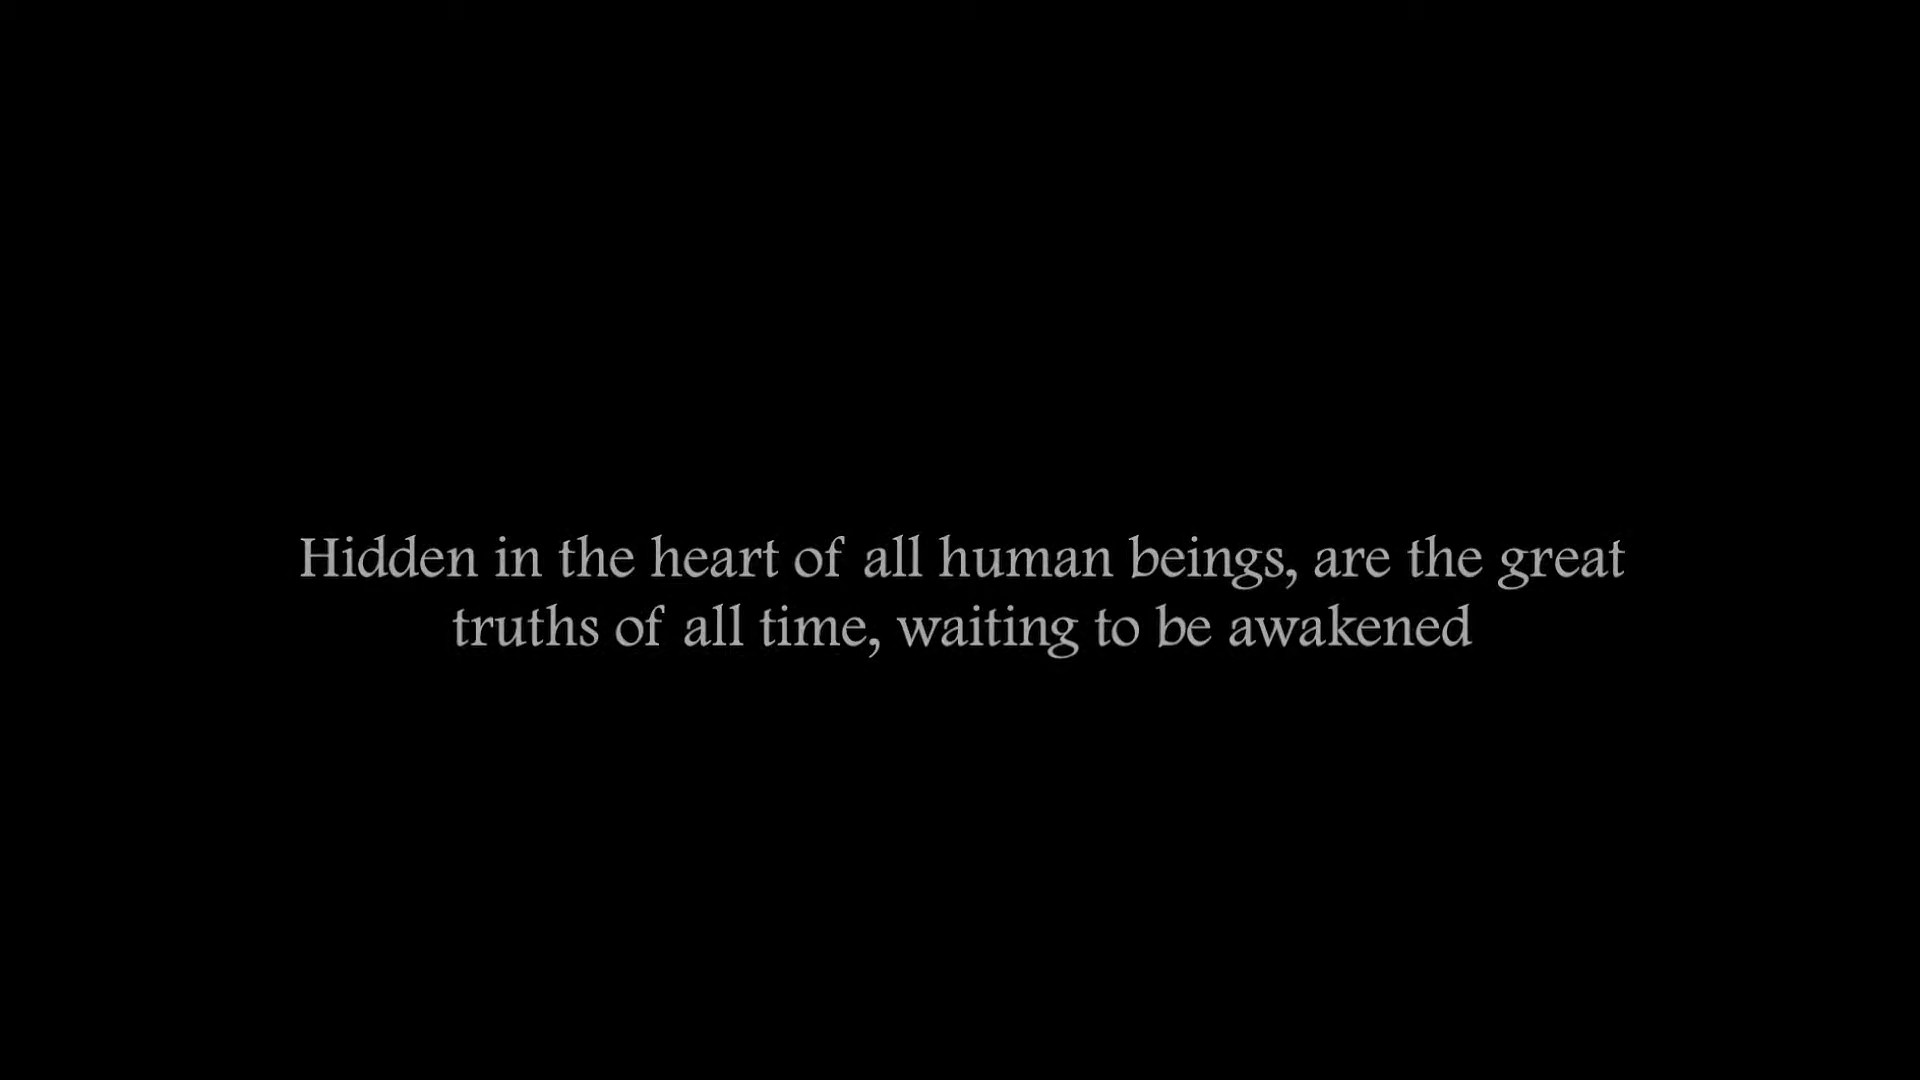 Hidden in the heart of all human beings, are the great
truths of all time, waiting to be awakened